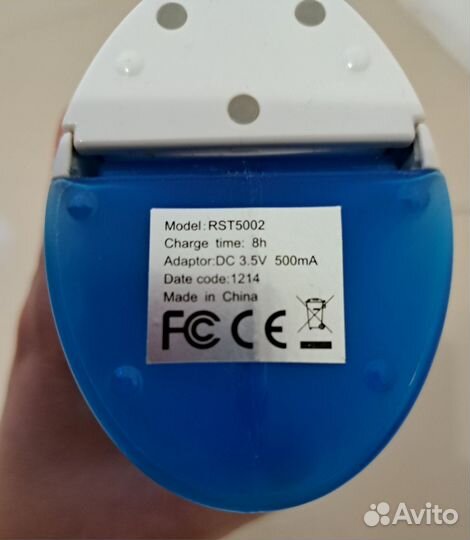 Model:RST5002
Charge time: 8h
Adaptor:DC 3.5V 500mA
Date code:1214
Made in China
FC CE
Avito